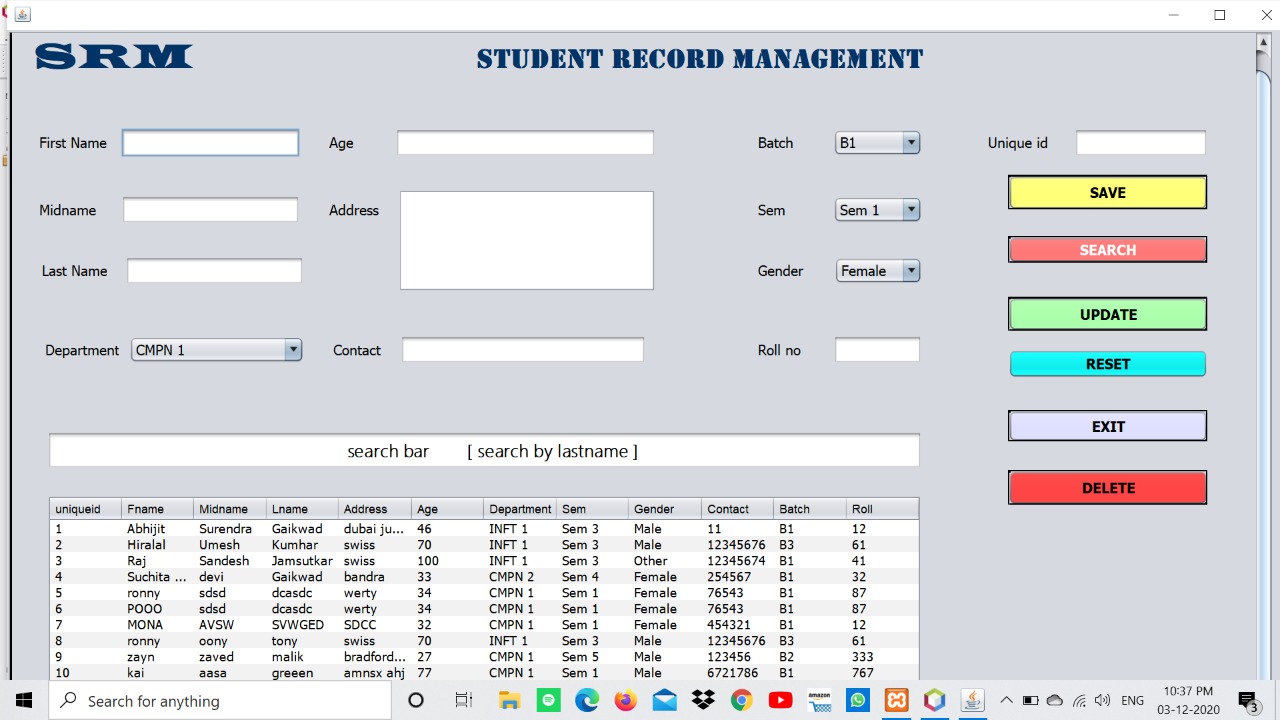 SRM STUDENT RECORD MANAGEMENT
First Name Age Batch B1 Unique id
SAVE
Midname Address Sem Sem 1
SEARCH
Last Name Gender Female
UPDATE
Department CMPN 1 Contact Roll no
RESET
EXIT
search bar [ search by lastname ]
DELETE
uniqueid Fname Midname Lname Address Age Department Sem Gender Contact Batch Roll
1 Abhijit Surendra Gaikwad dubai ju... 46 INFT 1 Sem 3 Male 11 B1 12
2 Hiralal Umesh Kumhar swiss 70 INFT 1 Sem 3 Male 12345676 B3 61
3 Raj Sandesh Jamsutkar swiss 100 INFT 1 Sem 3 Other 12345674 B1 41
4 Suchita ... devi Gaikwad bandra 33 CMPN 2 Sem 4 Female 254567 B1 32
5 ronny sdsd dcasdc werty 34 CMPN 1 Sem 1 Female 76543 B1 87
6 POOO sdsd dcasdc werty 34 CMPN 1 Sem 1 Female 76543 B1 87
7 MONA AVSW SVWGED SDCC 32 CMPN 1 Sem 1 Female 454321 B1 12
8 ronny oony tony swiss 70 INFT 1 Sem 3 Male 12345676 B3 61
9 zayn zaved malik bradford... 27 CMPN 1 Sem 5 Male 123456 B2 333
10 kai aasa greeen amnsx ahj 77 CMPN 1 Sem 1 Male 6721786 B1 767
Search for anything amazon ENG 10:37 PM
03-12-2020 3